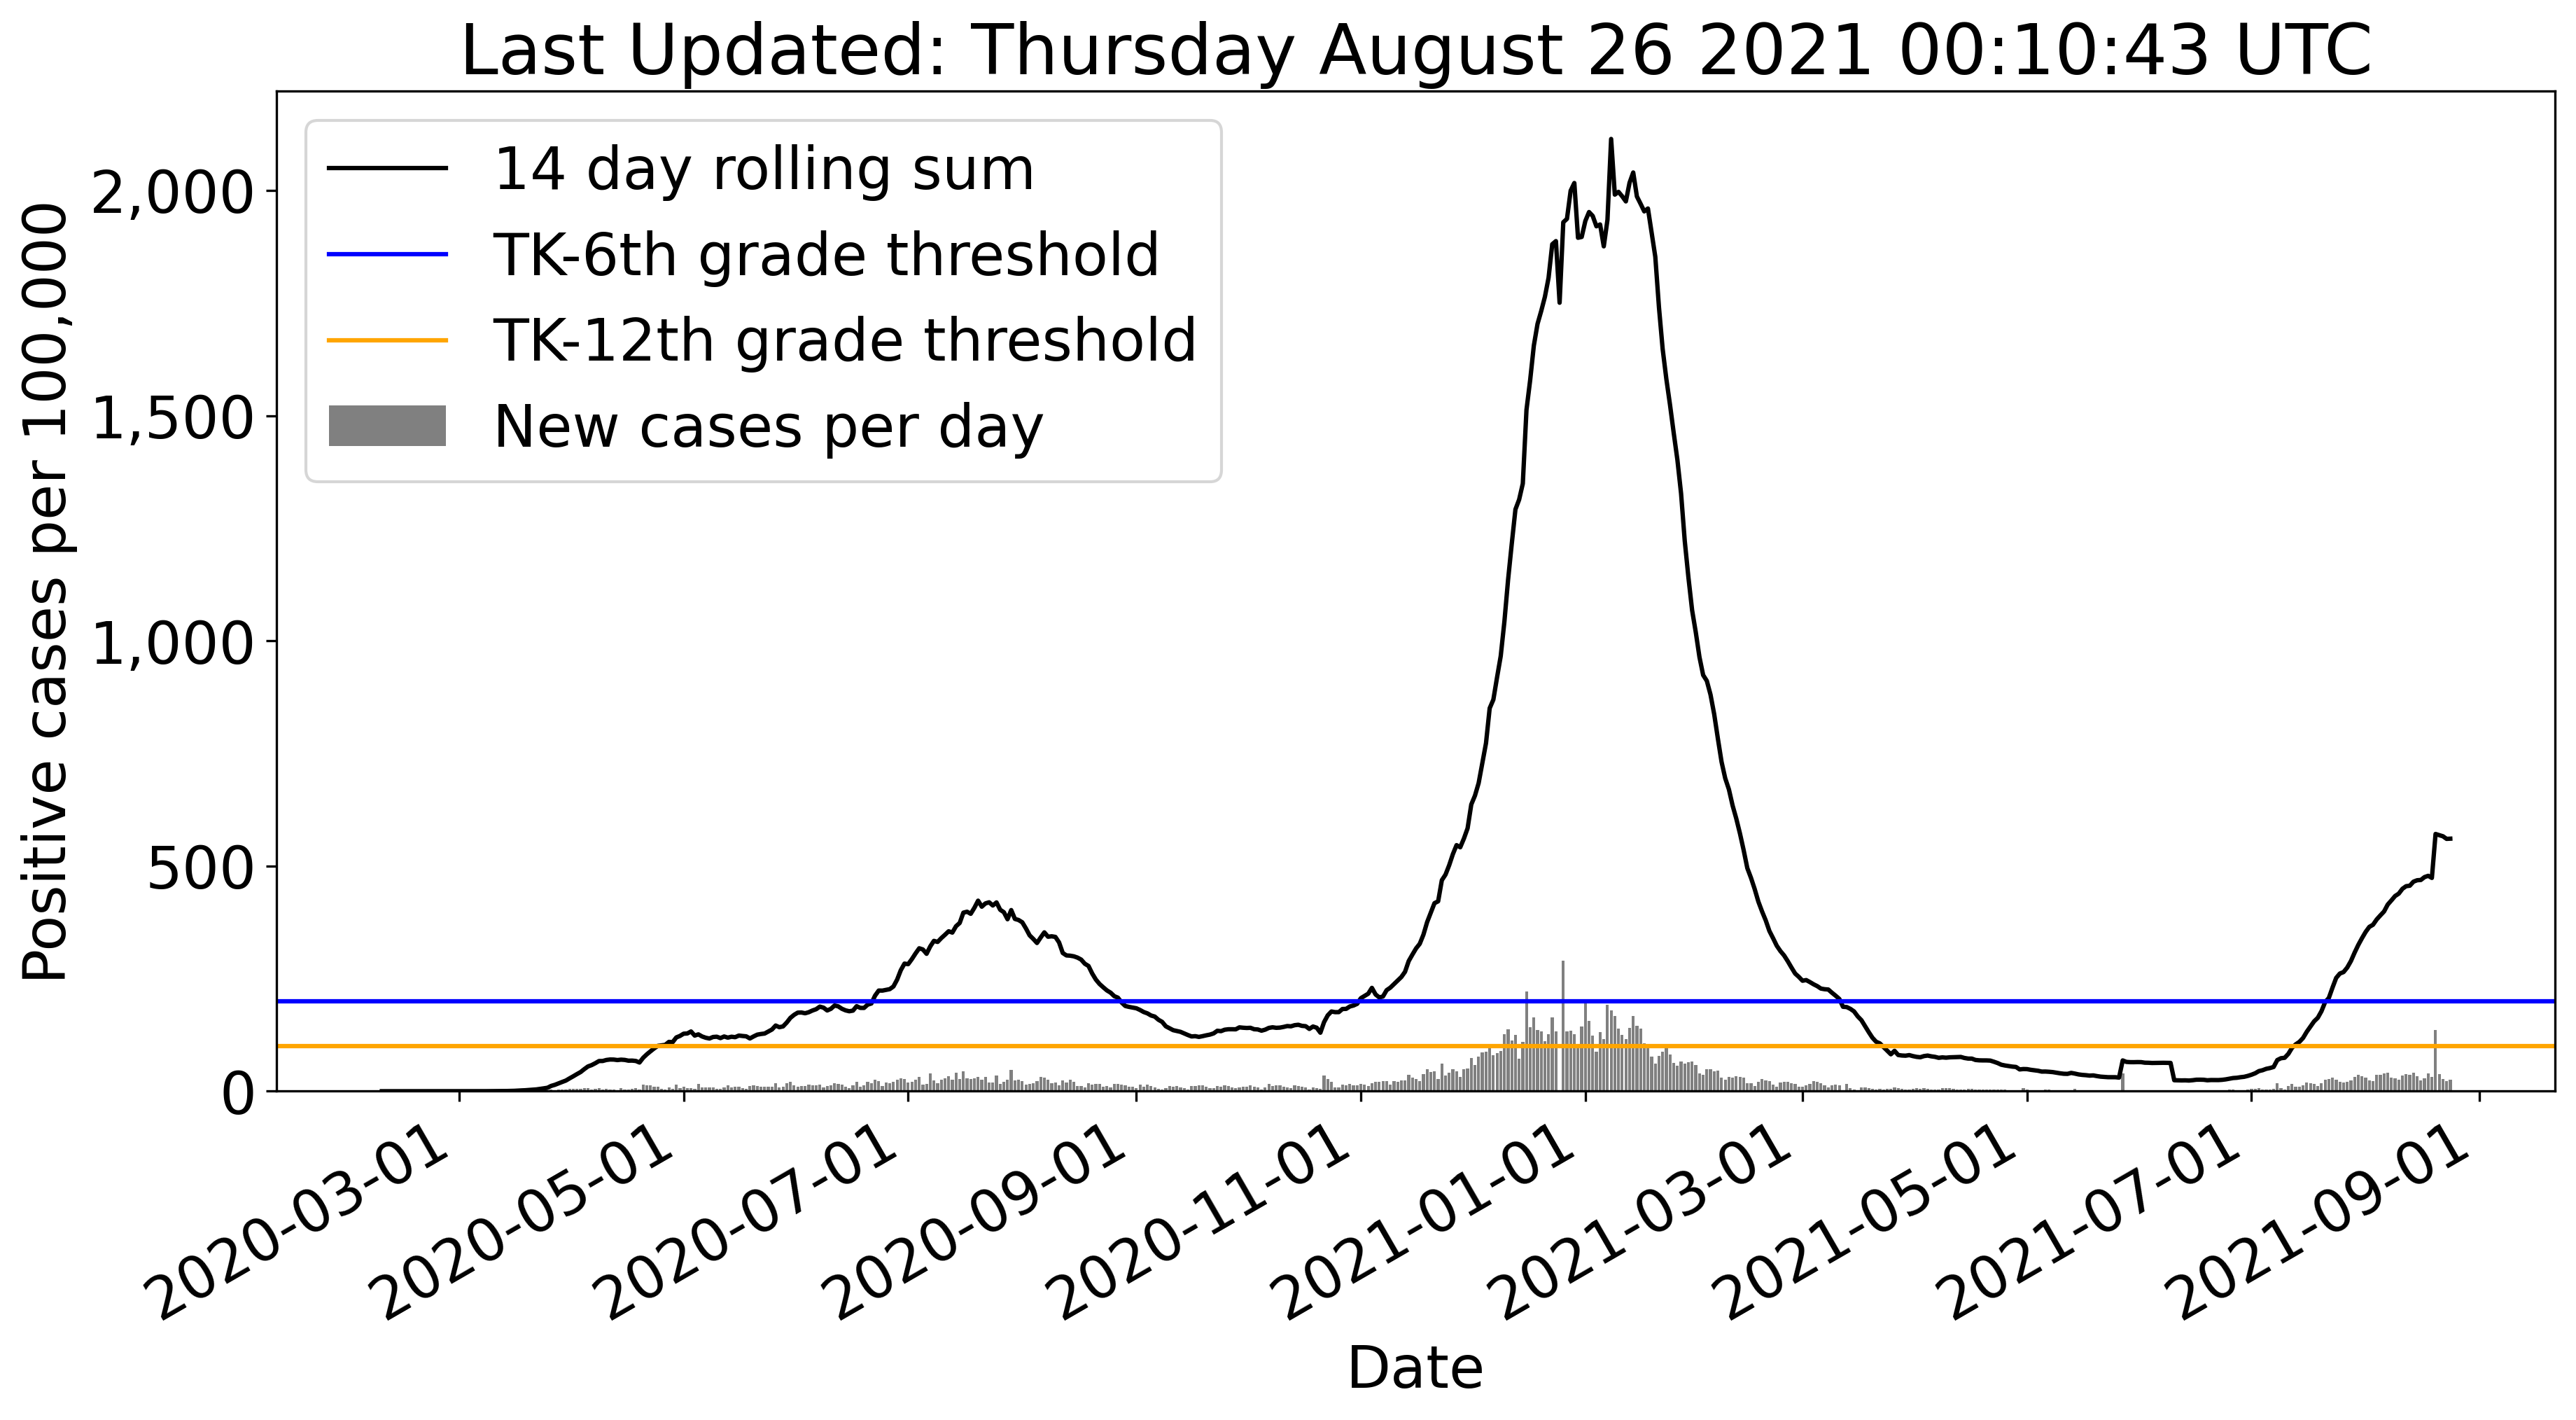 Last Updated: Thursday August 26 2021 00:10:43 UTC
14 day rolling sum
TK-6th grade threshold
TK-12th grade threshold
New cases per day
Positive cases per 100,000
2,000
1,500
1,000
500
0
2020-03-01
2020-05-01
2020-07-01
2020-09-01
2020-11-01
2021-01-01
2021-03-01
2021-05-01
2021-07-01
2021-09-01
Date